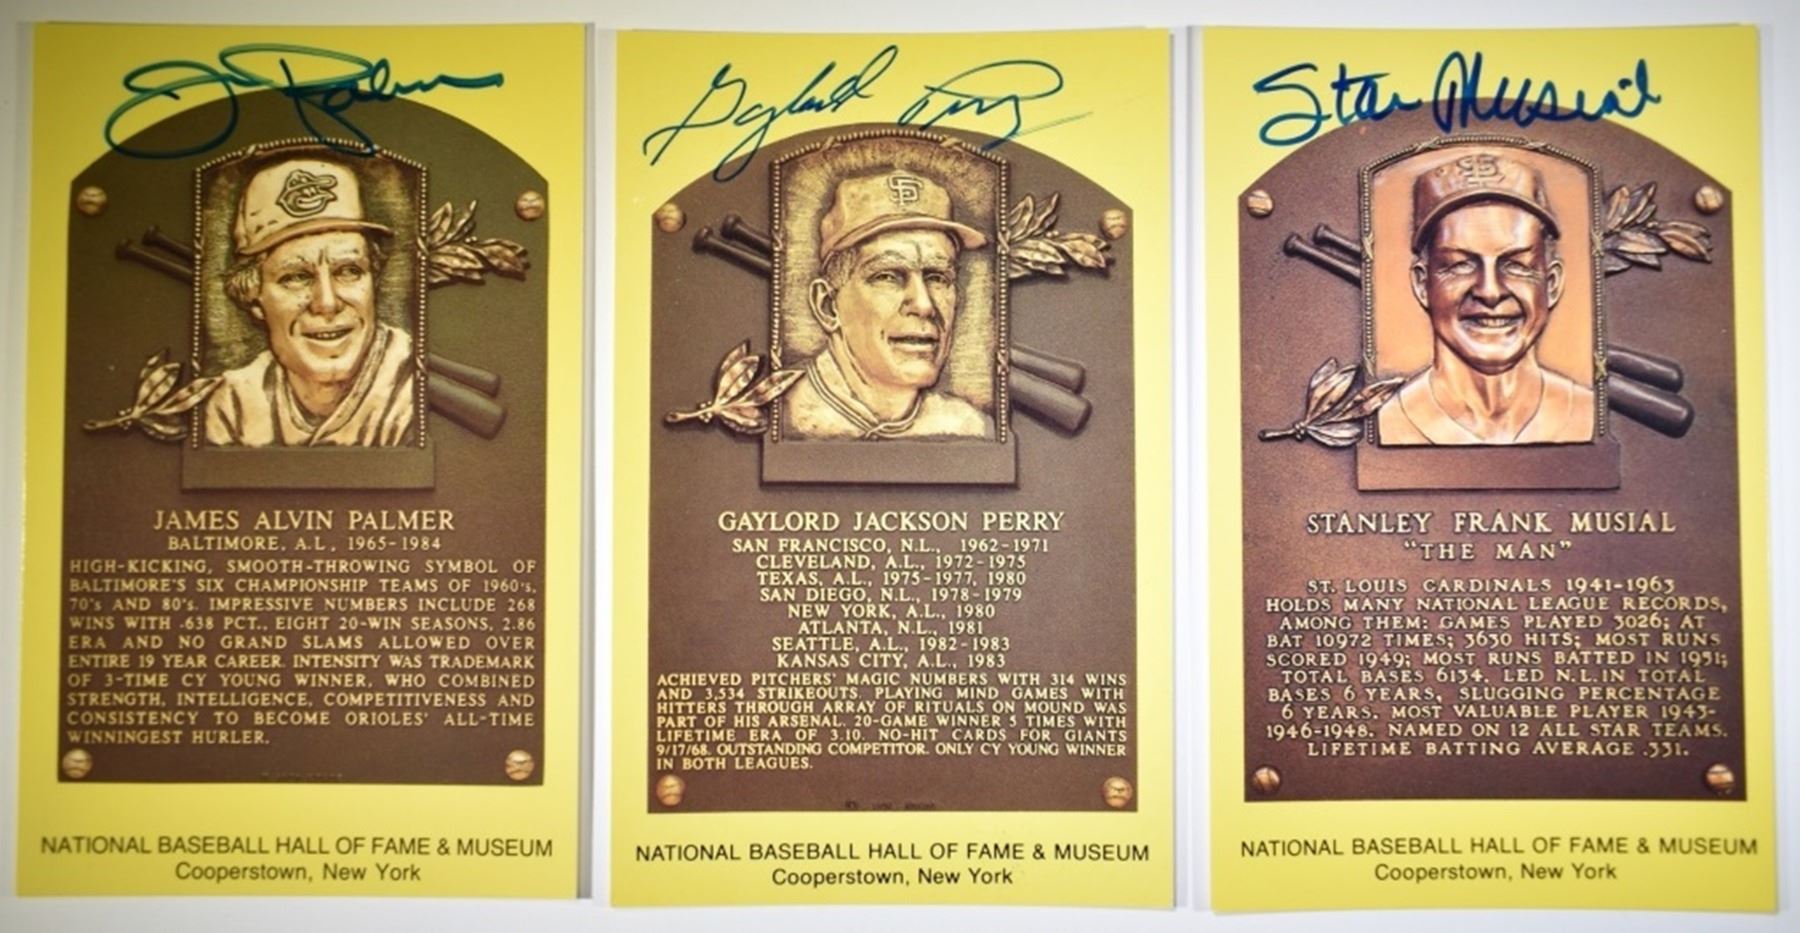 Jim Palmer
JAMES ALVIN PALMER
BALTIMORE, A.L., 1965-1984
HIGH-KICKING, SMOOTH-THROWING SYMBOL OF
BALTIMORE'S SIX CHAMPIONSHIP TEAMS OF 1960's,
70's AND 80's. IMPRESSIVE NUMBERS INCLUDE 268
WINS WITH .638 PCT., EIGHT 20-WIN SEASONS, 2.86
ERA AND NO GRAND SLAMS ALLOWED OVER
ENTIRE 19 YEAR CAREER. INTENSITY WAS TRADEMARK
OF 3-TIME CY YOUNG WINNER, WHO COMBINED
STRENGTH, INTELLIGENCE, COMPETITIVENESS AND
CONSISTENCY TO BECOME ORIOLES' ALL-TIME
WINNINGEST HURLER.
NATIONAL BASEBALL HALL OF FAME & MUSEUM
Cooperstown, New York
Gaylord Perry
SF
GAYLORD JACKSON PERRY
SAN FRANCISCO, N.L., 1962-1971
CLEVELAND, A.L., 1972-1975
TEXAS, A.L., 1975-1977, 1980
SAN DIEGO, N.L., 1978-1979
NEW YORK, A.L., 1980
ATLANTA, N.L., 1981
SEATTLE, A.L., 1982-1983
KANSAS CITY, A.L., 1983
ACHIEVED PITCHERS' MAGIC NUMBERS WITH 314 WINS
AND 3,534 STRIKEOUTS. PLAYING MIND GAMES WITH
HITTERS THROUGH ARRAY OF RITUALS ON MOUND WAS
PART OF HIS ARSENAL. 20-GAME WINNER 5 TIMES WITH
LIFETIME ERA OF 3.10. NO-HIT CARDS FOR GIANTS
9/17/68. OUTSTANDING COMPETITOR. ONLY CY YOUNG WINNER
IN BOTH LEAGUES.
NATIONAL BASEBALL HALL OF FAME & MUSEUM
Cooperstown, New York
Stan Musial
STL
STANLEY FRANK MUSIAL
"THE MAN"
ST. LOUIS CARDINALS 1941-1963
HOLDS MANY NATIONAL LEAGUE RECORDS,
AMONG THEM: GAMES PLAYED 3026; AT
BAT 10972 TIMES; 3630 HITS; MOST RUNS
SCORED 1949; MOST RUNS BATTED IN 1951;
TOTAL BASES 6134. LED N.L. IN TOTAL
BASES 6 YEARS, SLUGGING PERCENTAGE
6 YEARS. MOST VALUABLE PLAYER 1943-
1946-1948. NAMED ON 12 ALL STAR TEAMS.
LIFETIME BATTING AVERAGE .331.
NATIONAL BASEBALL HALL OF FAME & MUSEUM
Cooperstown, New York